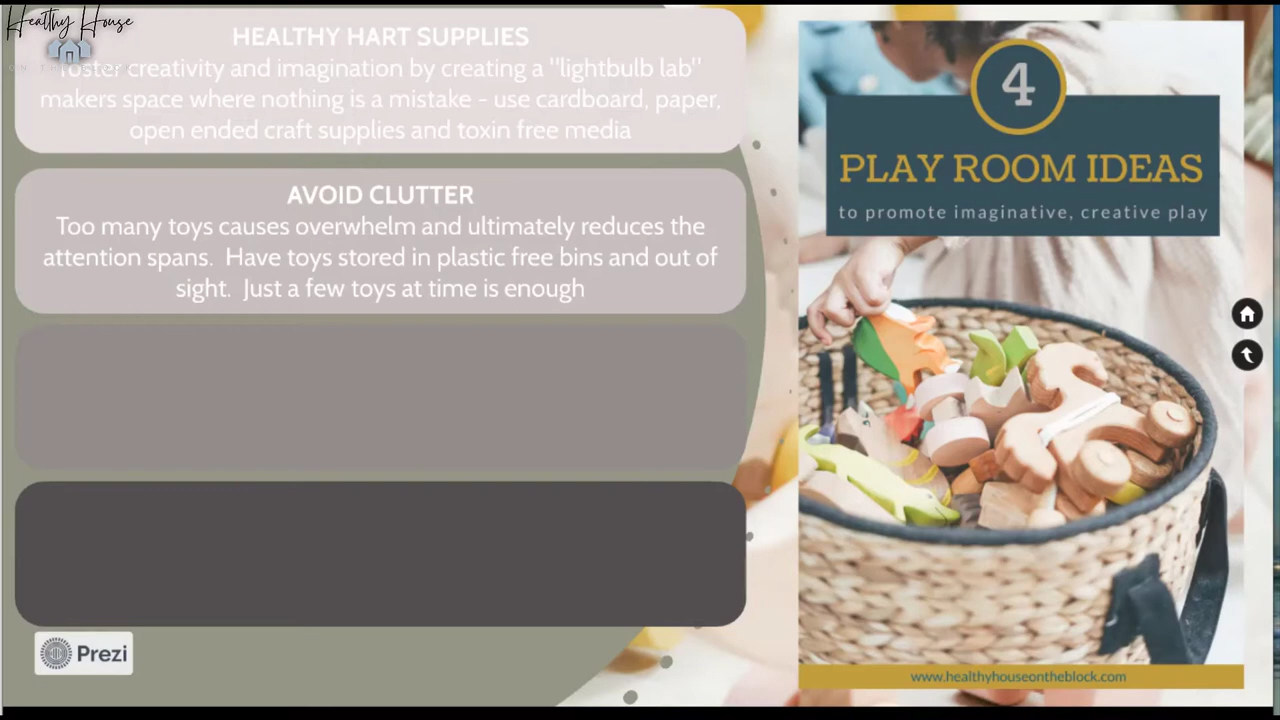 Healthy House
HEALTHY HART SUPPLIES
foster creativity and imagination by creating a "lightbulb lab"
makers space where nothng is a mistake - use cardboard, paper,
open ended craft supplies and toxin free media
AVOID CLUTTER
Too many toys causes overwhelm and ultimately reduces the
attention spans. Have toys stored in plastic free bins and out of
sight. Just a few toys at time is enough
Prezi
4
PLAY ROOM IDEAS
to promote imaginative, creative play
www.healthyhouseontheblock.com